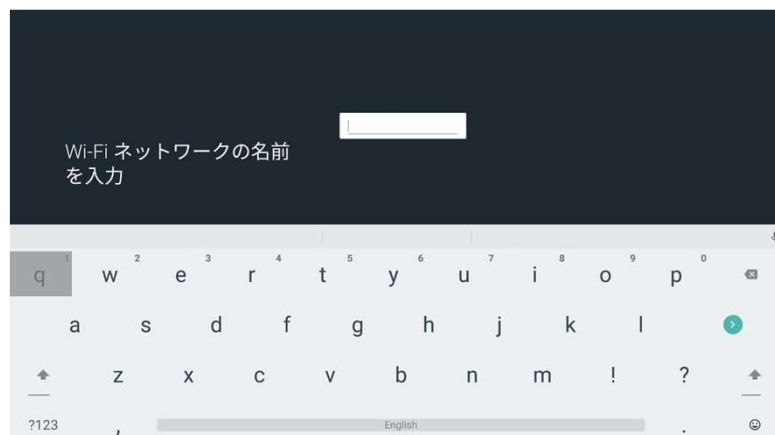 Wi-Fi ネットワークの名前
を入力
1 2 3 4 5 6 7 8 9 0
q w e r t y u i o p
a s d f g h j k l
z x c v b n m ! ?
?123 , English .